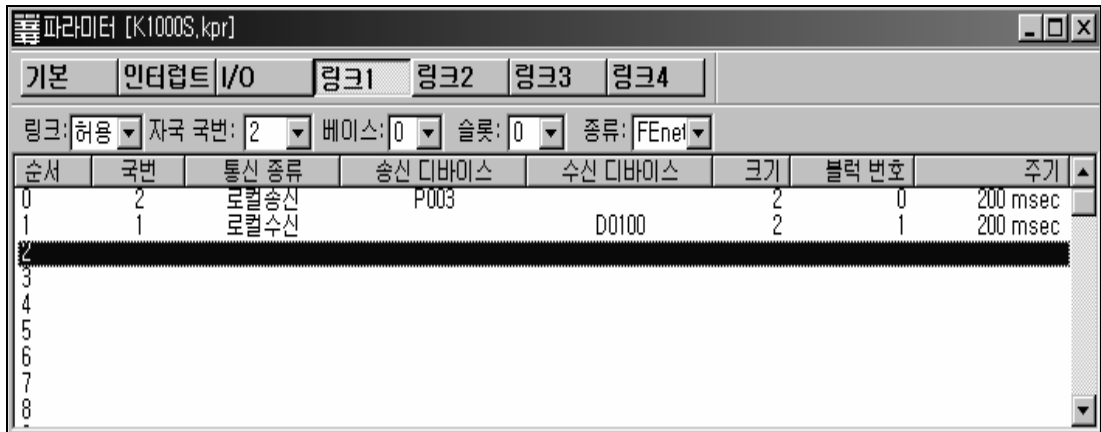 파라미터 [K1000S.kpr]
기본 인터럽트 I/O 링크1 링크2 링크3 링크4
링크: 허용 자국 국번: 2 베이스: 0 슬롯: 0 종류: FEnet
순서 국번 통신 종류 송신 디바이스 수신 디바이스 크기 블럭 번호 주기
0 2 로컬송신 P003 2 0 200 msec
1 1 로컬수신 D0100 2 1 200 msec
2
3
4
5
6
7
8